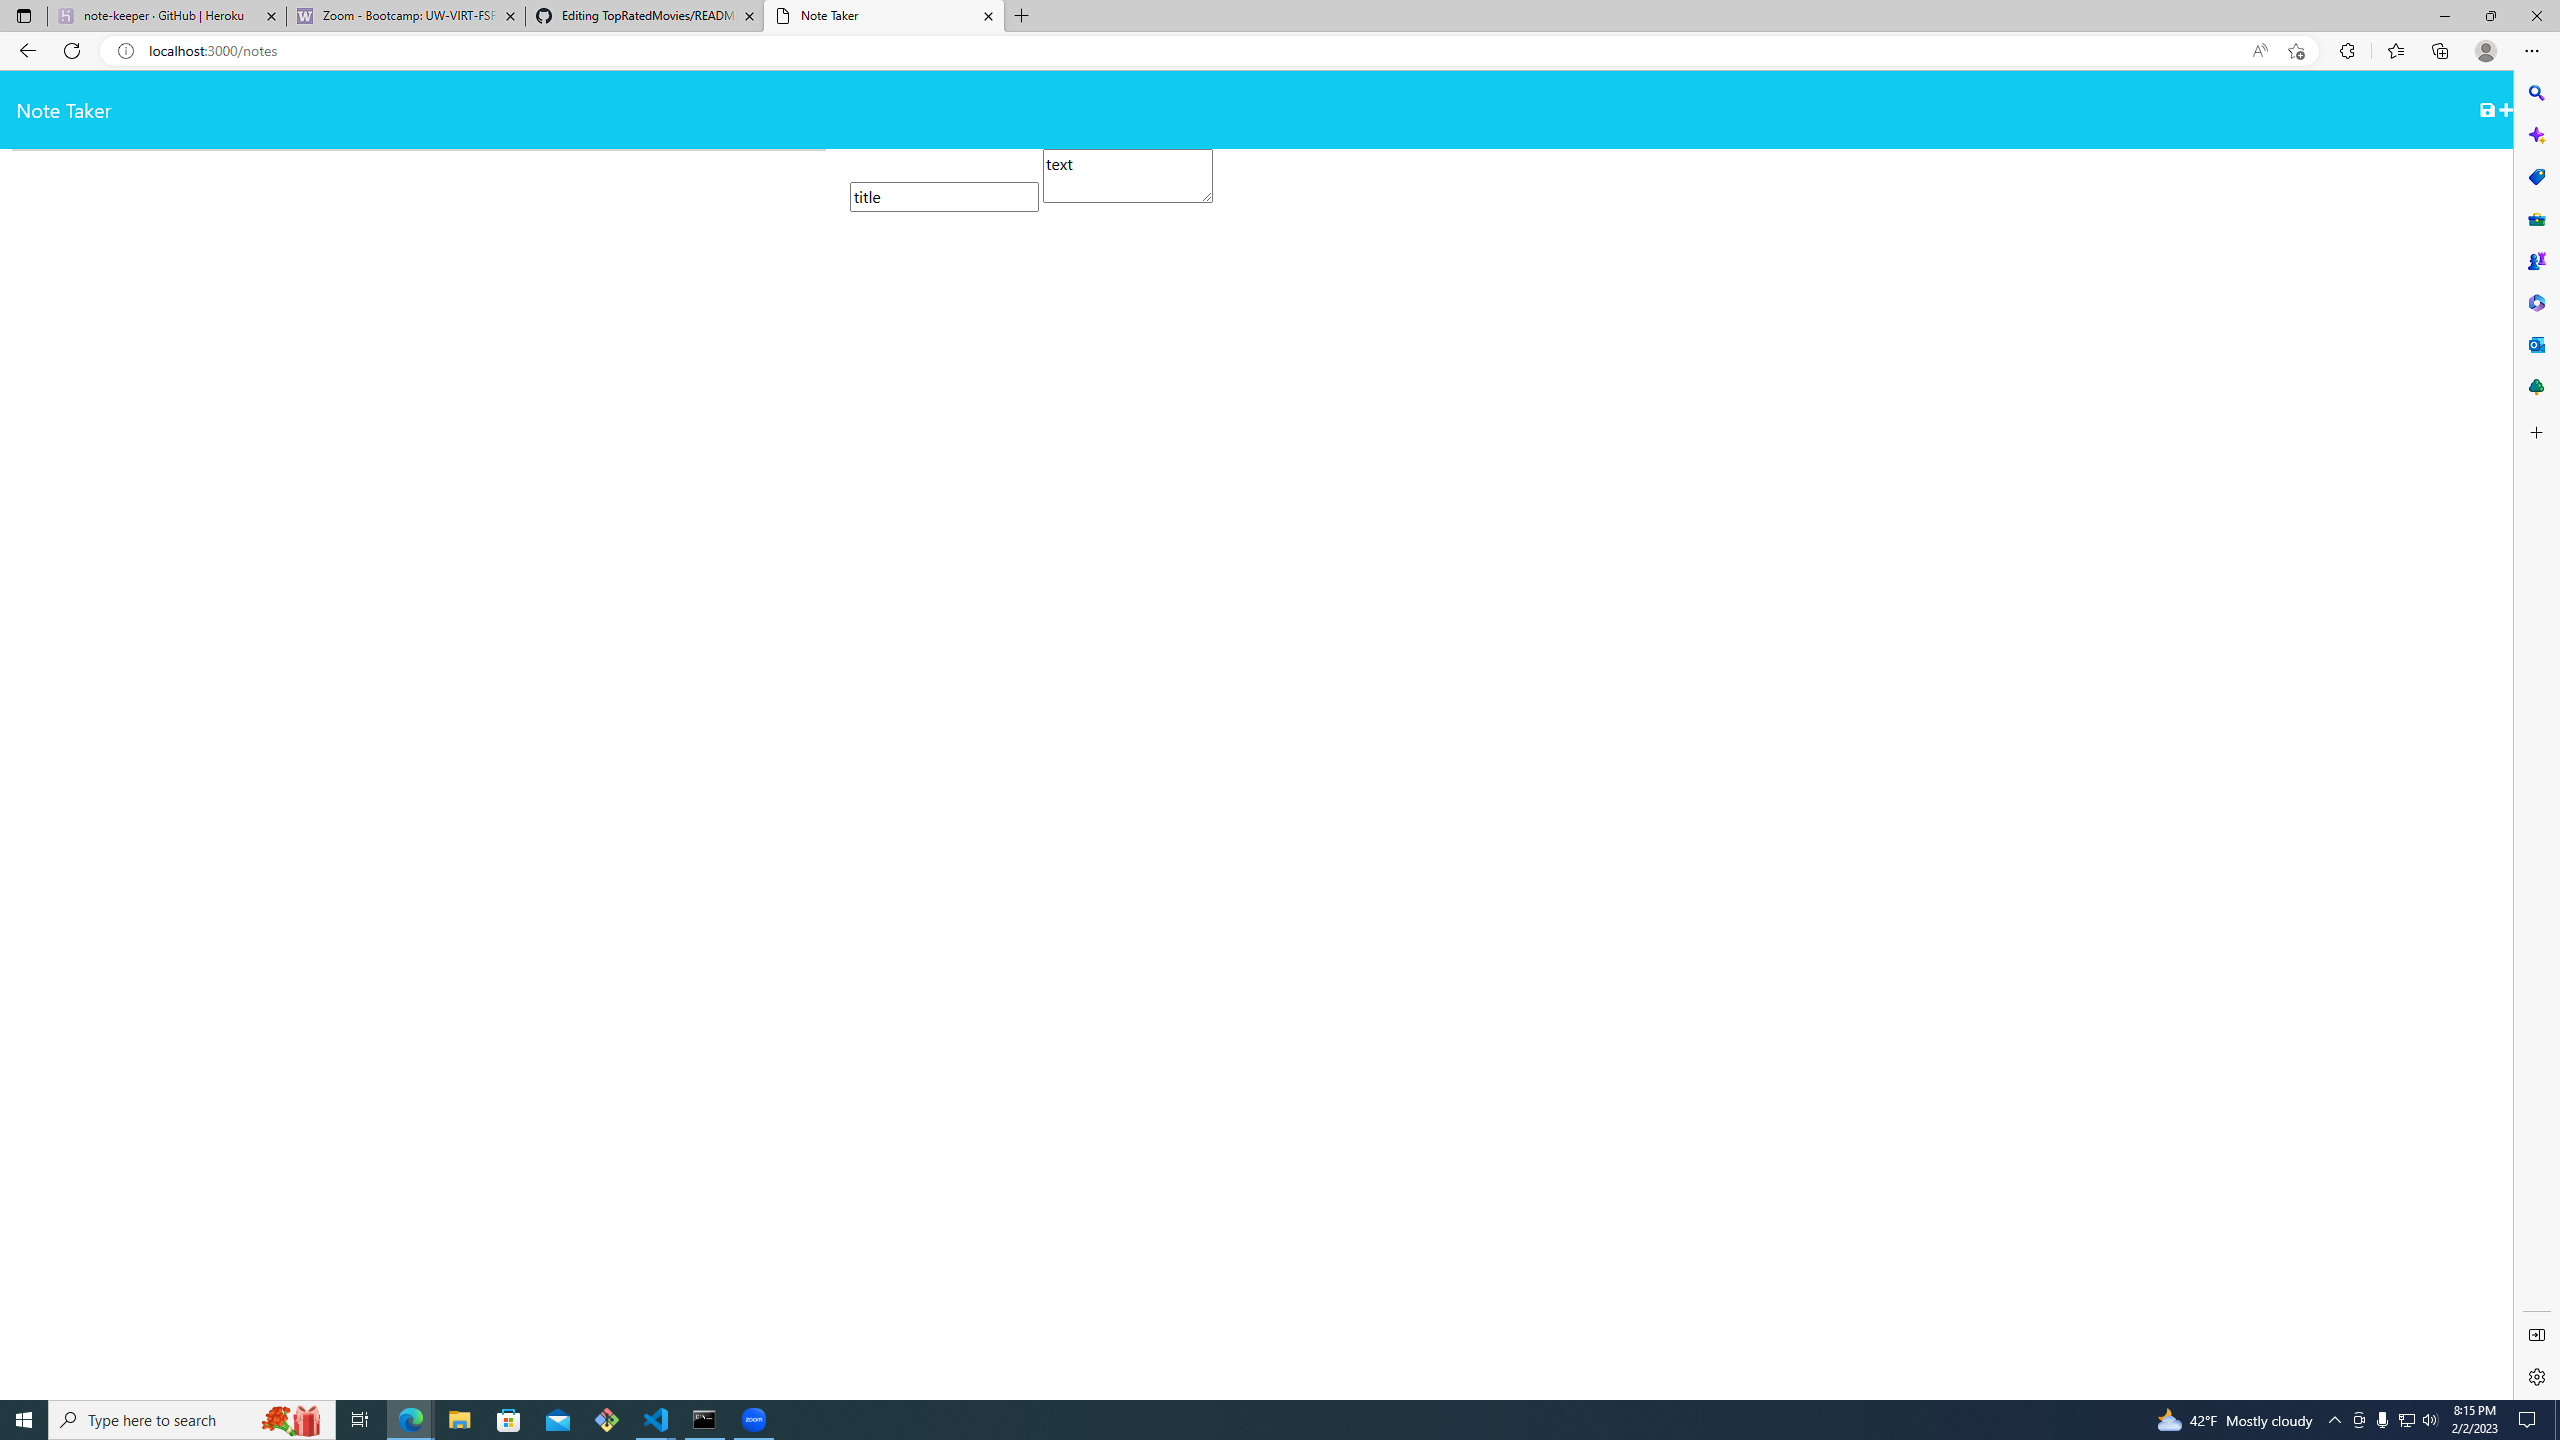 note-keeper · GitHub | Heroku
Zoom - Bootcamp: UW-VIRT-FSF
Editing TopRatedMovies/READM
Note Taker
localhost:3000/notes
Note Taker
text
title
Type here to search
42°F Mostly cloudy
8:15 PM
2/2/2023